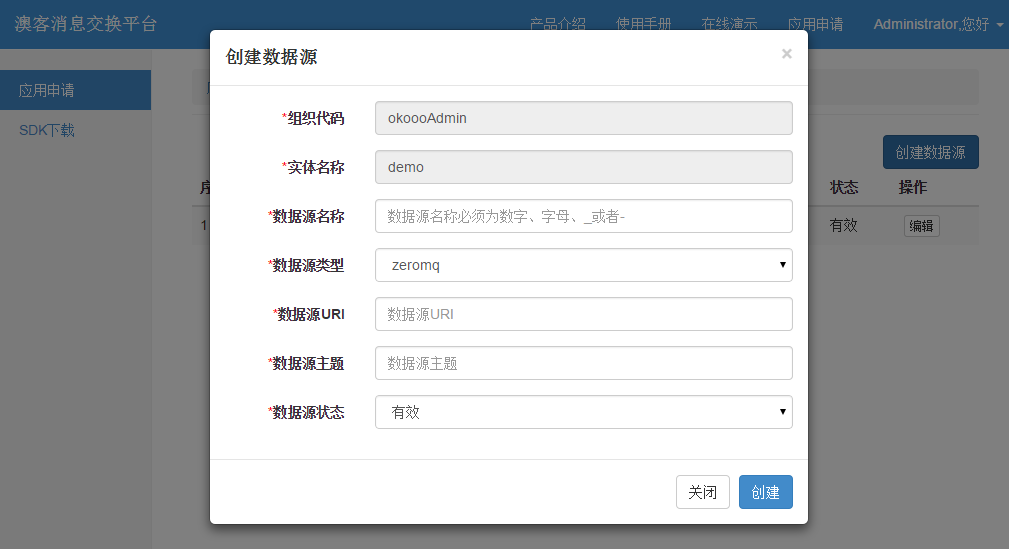 澳客消息交换平台
产品介绍 使用手册 在线演示 应用申请 Administrator,您好
应用申请
SDK下载
创建数据源 ×
*组织代码 okoooAdmin
*实体名称 demo
*数据源名称 数据源名称必须为数字、字母、_或者-
*数据源类型 zeromq
*数据源URI 数据源URI
*数据源主题 数据源主题
*数据源状态 有效
关闭 创建
创建数据源
状态 操作
1 有效 编辑